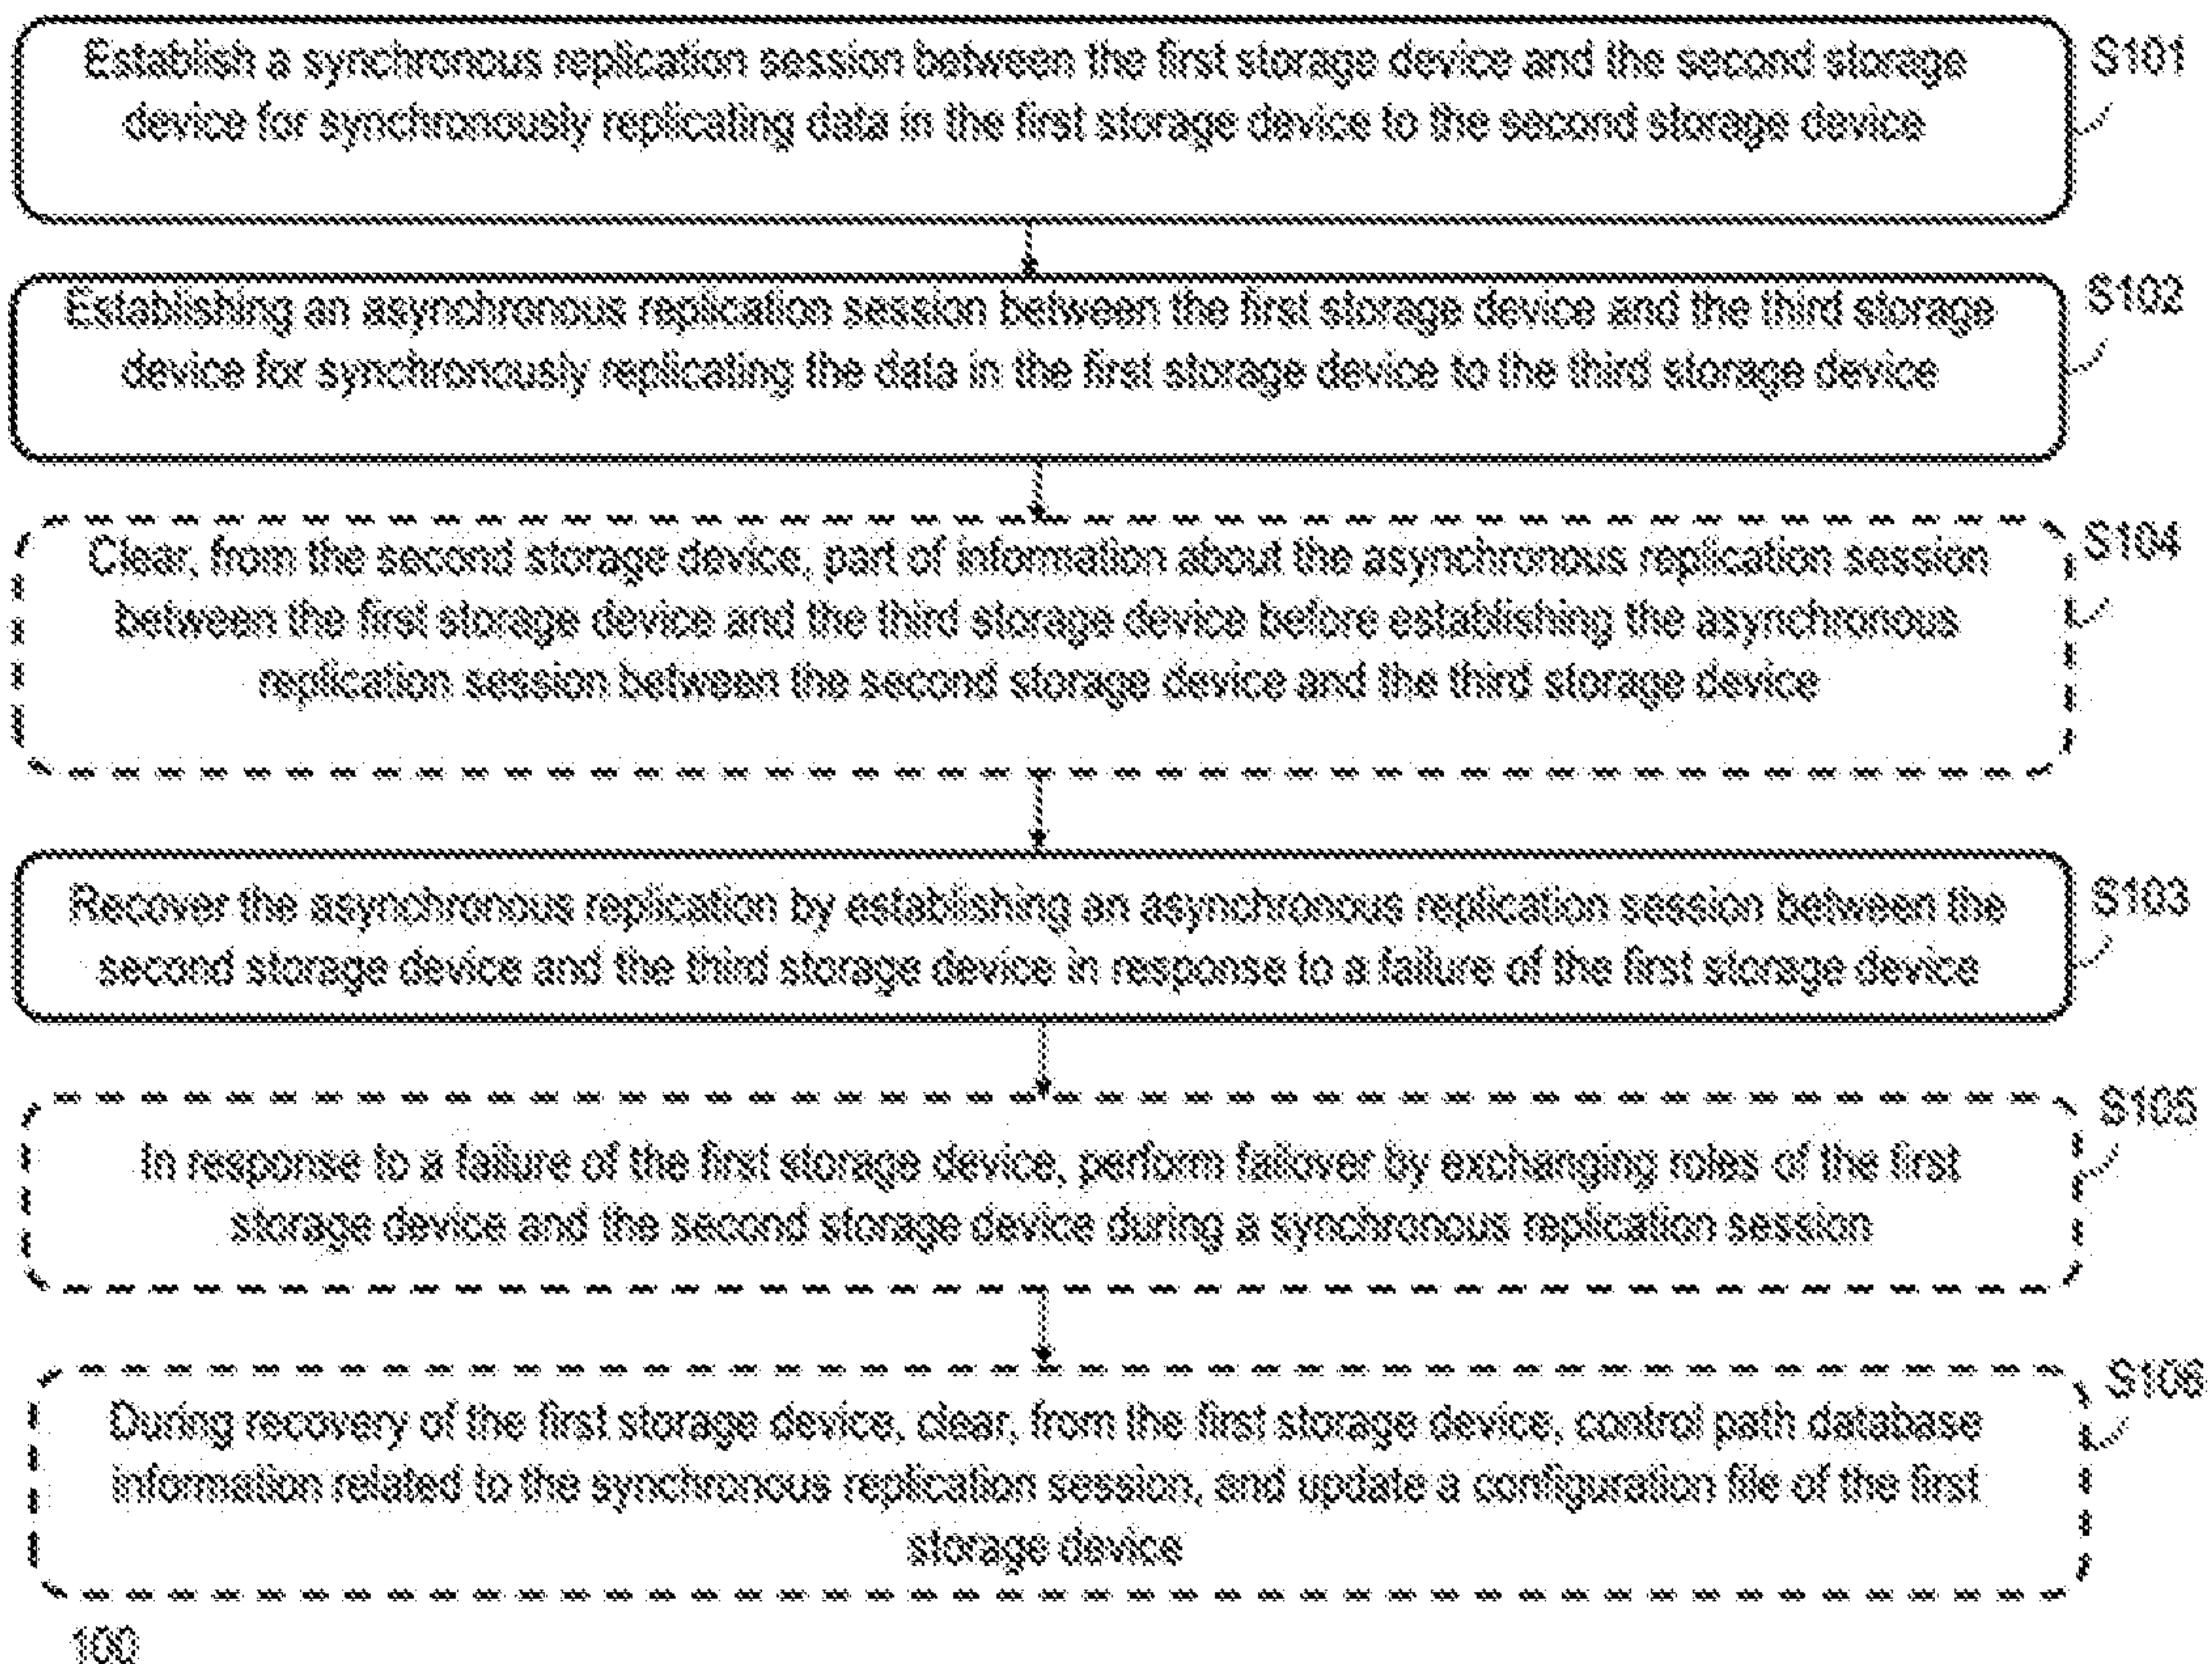 Establish a synchronous replication session between the first storage device and the second storage
device for synchronously replicating data in the first storage device to the second storage device
S101
Establishing an asynchronous replication session between the first storage device and the third storage
device for synchronously replicating the data in the first storage device to the third storage device
S102
Clear, from the second storage device, part of information about the asynchronous replication session
between the first storage device and the third storage device before establishing the asynchronous
replication session between the second storage device and the third storage device
S104
Recover the asynchronous replication by establishing an asynchronous replication session between the
second storage device and the third storage device in response to a failure of the first storage device
S103
In response to a failure of the first storage device, perform failover by exchanging roles of the first
storage device and the second storage device during a synchronous replication session
S105
During recovery of the first storage device, clear, from the first storage device, control path database
information related to the synchronous replication session, and update a configuration file of the first
storage device
S106
100